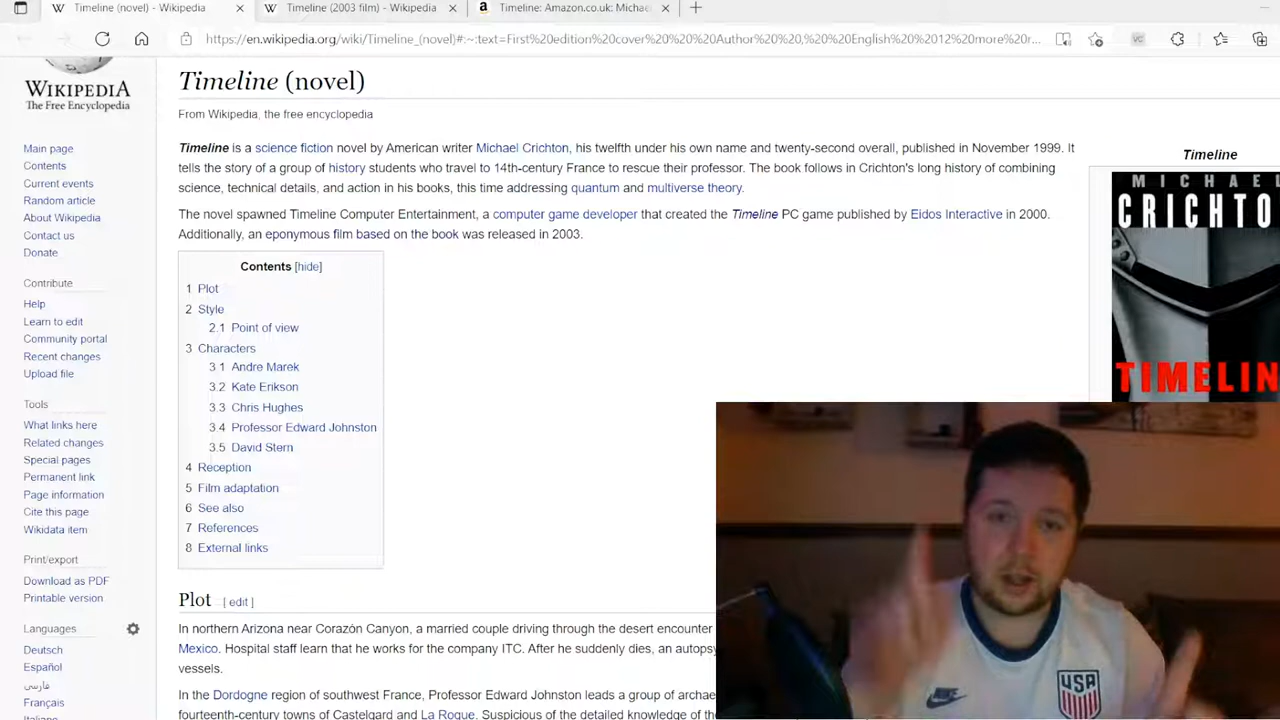 Timeline (novel) - Wikipedia
Timeline (2003 film) - Wikipedia
Timeline: Amazon.co.uk: Michae
https://en.wikipedia.org/wiki/Timeline_(novel)#:~:text=First%20edition%20cover%20%20%20Author%20%20,%20%20English%20%2012%20more%20r...
WIKIPEDIA
The Free Encyclopedia
Main page
Contents
Current events
Random article
About Wikipedia
Contact us
Donate
Contribute
Help
Learn to edit
Community portal
Recent changes
Upload file
Tools
What links here
Related changes
Special pages
Permanent link
Page information
Cite this page
Wikidata item
Print/export
Download as PDF
Printable version
Languages
Deutsch
Español
فارسی
Français
Italiano
Timeline (novel)
From Wikipedia, the free encyclopedia
Timeline is a science fiction novel by American writer Michael Crichton, his twelfth under his own name and twenty-second overall, published in November 1999. It
tells the story of a group of history students who travel to 14th-century France to rescue their professor. The book follows in Crichton's long history of combining
science, technical details, and action in his books, this time addressing quantum and multiverse theory.
The novel spawned Timeline Computer Entertainment, a computer game developer that created the Timeline PC game published by Eidos Interactive in 2000.
Additionally, an eponymous film based on the book was released in 2003.
Contents [hide]
1 Plot
2 Style
2.1 Point of view
3 Characters
3.1 Andre Marek
3.2 Kate Erikson
3.3 Chris Hughes
3.4 Professor Edward Johnston
3.5 David Stern
4 Reception
5 Film adaptation
6 See also
7 References
8 External links
Plot [ edit ]
In northern Arizona near Corazón Canyon, a married couple driving through the desert encounter
Mexico. Hospital staff learn that he works for the company ITC. After he suddenly dies, an autopsy
vessels.
In the Dordogne region of southwest France, Professor Edward Johnston leads a group of archae
fourteenth-century towns of Castelgard and La Roque. Suspicious of the detailed knowledge of the
Timeline
MICHAEL
CRICHTO
TIMELIN
USA